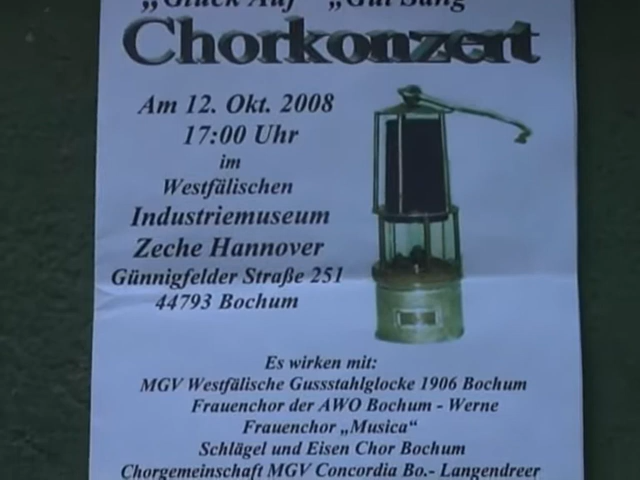 „Glück Auf" „Gut Sang"
Chorkonzert
Am 12. Okt. 2008
17:00 Uhr
im
Westfälischen
Industriemuseum
Zeche Hannover
Günnigfelder Straße 251
44793 Bochum
Es wirken mit:
MGV Westfälische Gussstahlglocke 1906 Bochum
Frauenchor der AWO Bochum - Werne
Frauenchor „Musica“
Schlägel und Eisen Chor Bochum
Chorgemeinschaft MGV Concordia Bo.- Langendreer